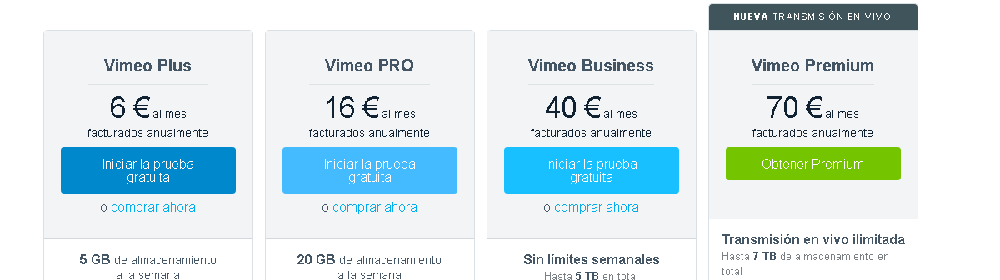 NUEVA TRANSMISIÓN EN VIVO
Vimeo Plus
6 € al mes
facturados anualmente
Iniciar la prueba
gratuita
o comprar ahora
5 GB de almacenamiento
a la semana
Vimeo PRO
16 € al mes
facturados anualmente
Iniciar la prueba
gratuita
o comprar ahora
20 GB de almacenamiento
a la semana
Vimeo Business
40 € al mes
facturados anualmente
Iniciar la prueba
gratuita
o comprar ahora
Sin límites semanales
Hasta 5 TB en total
Vimeo Premium
70 € al mes
facturados anualmente
Obtener Premium
Transmisión en vivo ilimitada
Hasta 7 TB de almacenamiento en
total